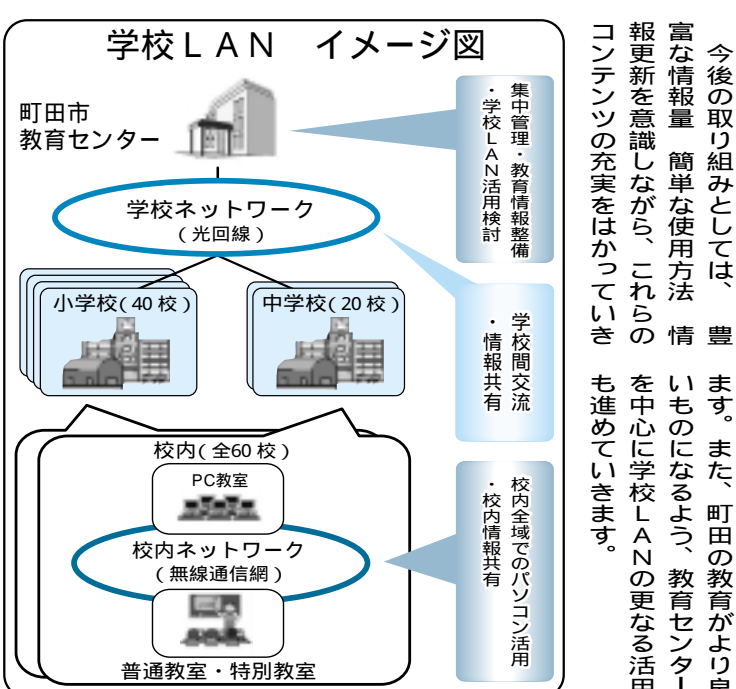 学校LAN イメージ図
町田市
教育センター
学校ネットワーク
(光回線)
小学校(40校)
中学校(20校)
校内(全60校)
PC教室
校内ネットワーク
(無線通信網)
普通教室・特別教室
集中管理・教育情報整備
・学校LAN活用検討
学校間交流
・情報共有
校内全域でのパソコン活用
・校内情報共有
今後の取り組みとしては、 豊
富な情報量 簡単な使用方法 情
報更新を意識しながら、これらの
コンテンツの充実をはかっていき
ます。また、町田の教育がより良
いものになるよう、教育センター
を中心に学校LANの更なる活用
も進めていきます。